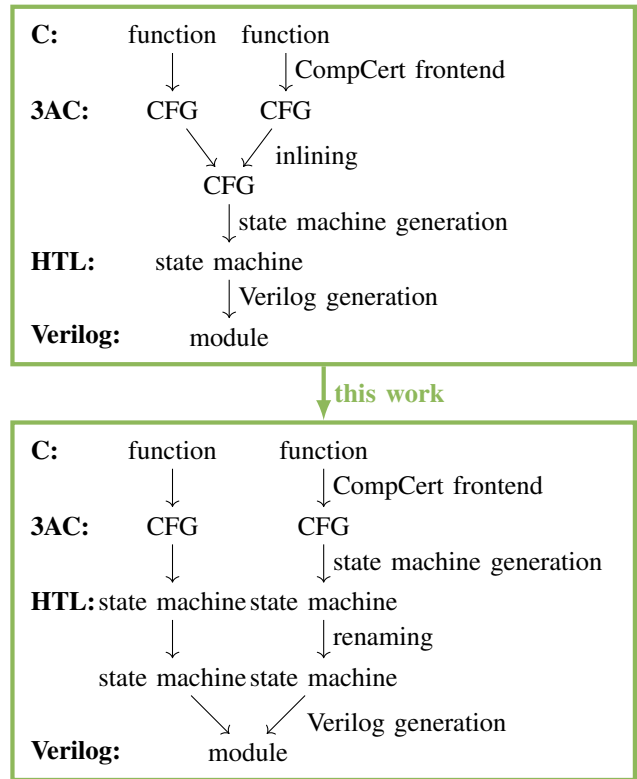 C: function function
CompCert frontend
3AC: CFG CFG
inlining
CFG
state machine generation
HTL: state machine
Verilog generation
Verilog: module
this work
C: function function
CompCert frontend
3AC: CFG CFG
state machine generation
HTL: state machine state machine
renaming
state machine state machine
Verilog generation
Verilog: module